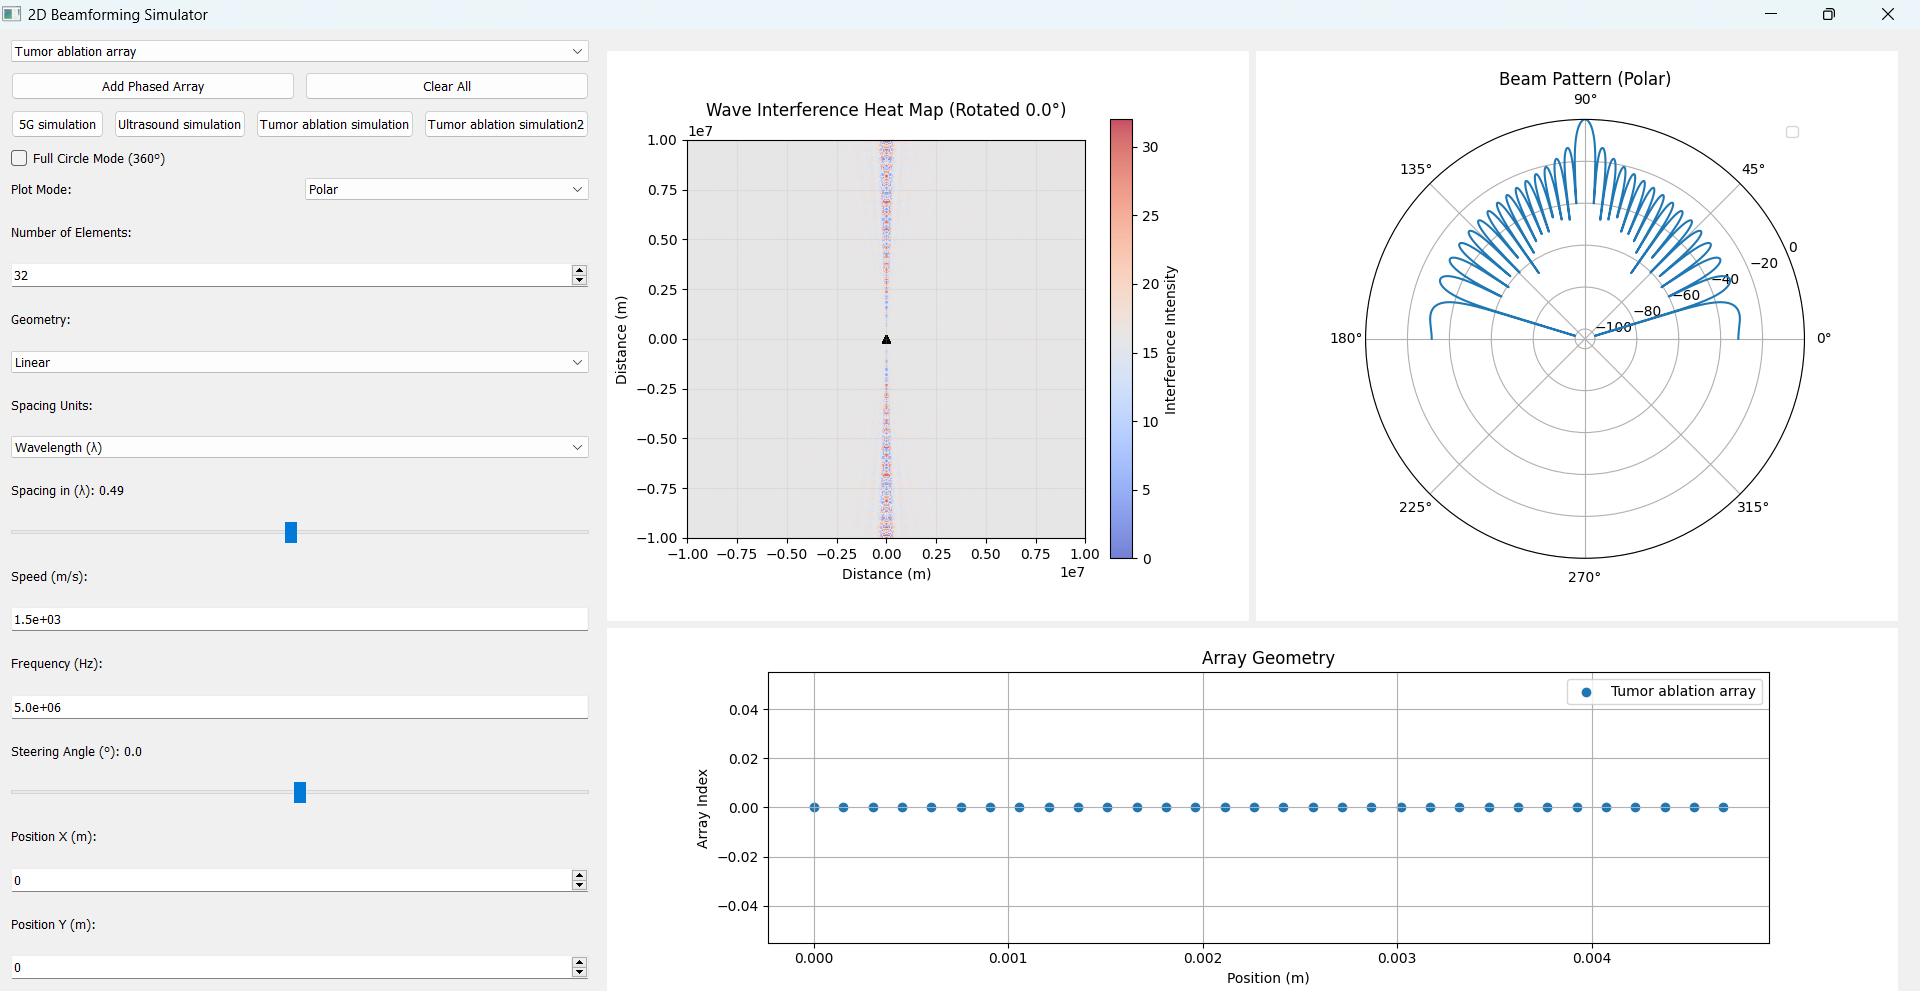 2D Beamforming Simulator
Tumor ablation array
Add Phased Array
Clear All
5G simulation
Ultrasound simulation
Tumor ablation simulation
Tumor ablation simulation2
Full Circle Mode (360°)
Plot Mode:
Polar
Number of Elements:
32
Geometry:
Linear
Spacing Units:
Wavelength (λ)
Spacing in (λ): 0.49
Speed (m/s):
1.5e+03
Frequency (Hz):
5.0e+06
Steering Angle (°): 0.0
Position X (m):
0
Position Y (m):
0
Wave Interference Heat Map (Rotated 0.0°)
1e7
1.00
0.75
0.50
0.25
0.00
−0.25
−0.50
−0.75
−1.00
Distance (m)
−1.00 −0.75 −0.50 −0.25 0.00 0.25 0.50 0.75 1.00
Distance (m)
1e7
30
25
20
15
10
5
0
Interference Intensity
Beam Pattern (Polar)
90°
135°
45°
180°
0°
225°
315°
270°
0
−20
−40
−60
−80
−100
Array Geometry
Tumor ablation array
0.04
0.02
0.00
−0.02
−0.04
Array Index
0.000 0.001 0.002 0.003 0.004
Position (m)